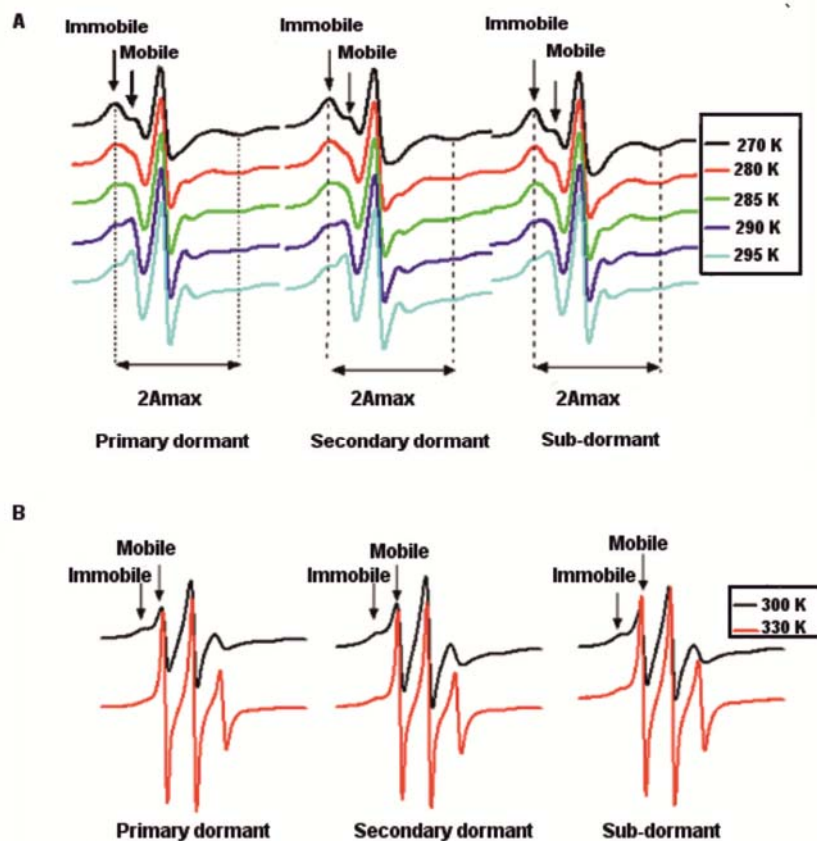 A
Immobile
Mobile
Immobile
Mobile
Immobile
Mobile
270 K
280 K
285 K
290 K
295 K
2Amax
2Amax
2Amax
Primary dormant
Secondary dormant
Sub-dormant
B
Mobile
Immobile
Mobile
Immobile
Mobile
Immobile
300 K
330 K
Primary dormant
Secondary dormant
Sub-dormant